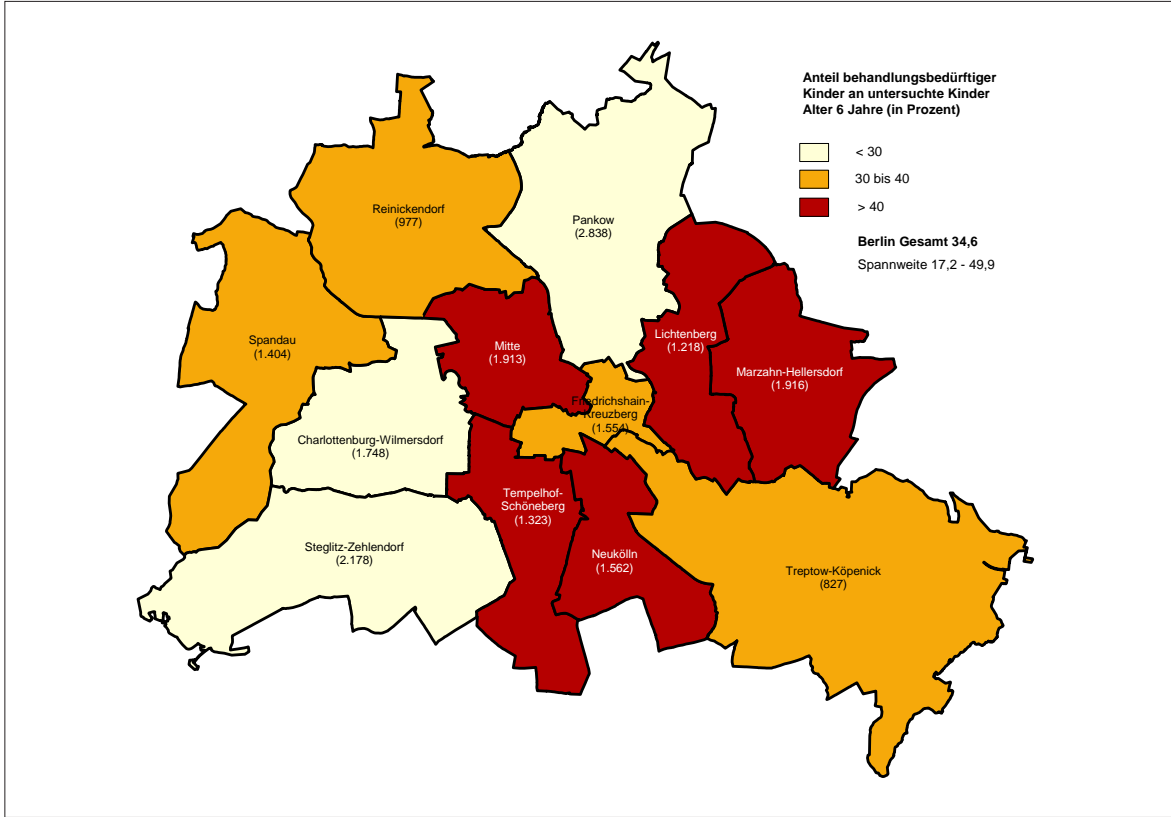 Anteil behandlungsbedürftiger
Kinder an untersuchte Kinder
Alter 6 Jahre (in Prozent)
< 30
30 bis 40
> 40
Berlin Gesamt 34,6
Spannweite 17,2 - 49,9
Reinickendorf
(977)
Pankow
(2.838)
Spandau
(1.404)
Mitte
(1.913)
Lichtenberg
(1.218)
Marzahn-Hellersdorf
(1.916)
Friedrichshain-
Kreuzberg
(1.554)
Charlottenburg-Wilmersdorf
(1.748)
Tempelhof-
Schöneberg
(1.323)
Steglitz-Zehlendorf
(2.178)
Neukölln
(1.562)
Treptow-Köpenick
(827)